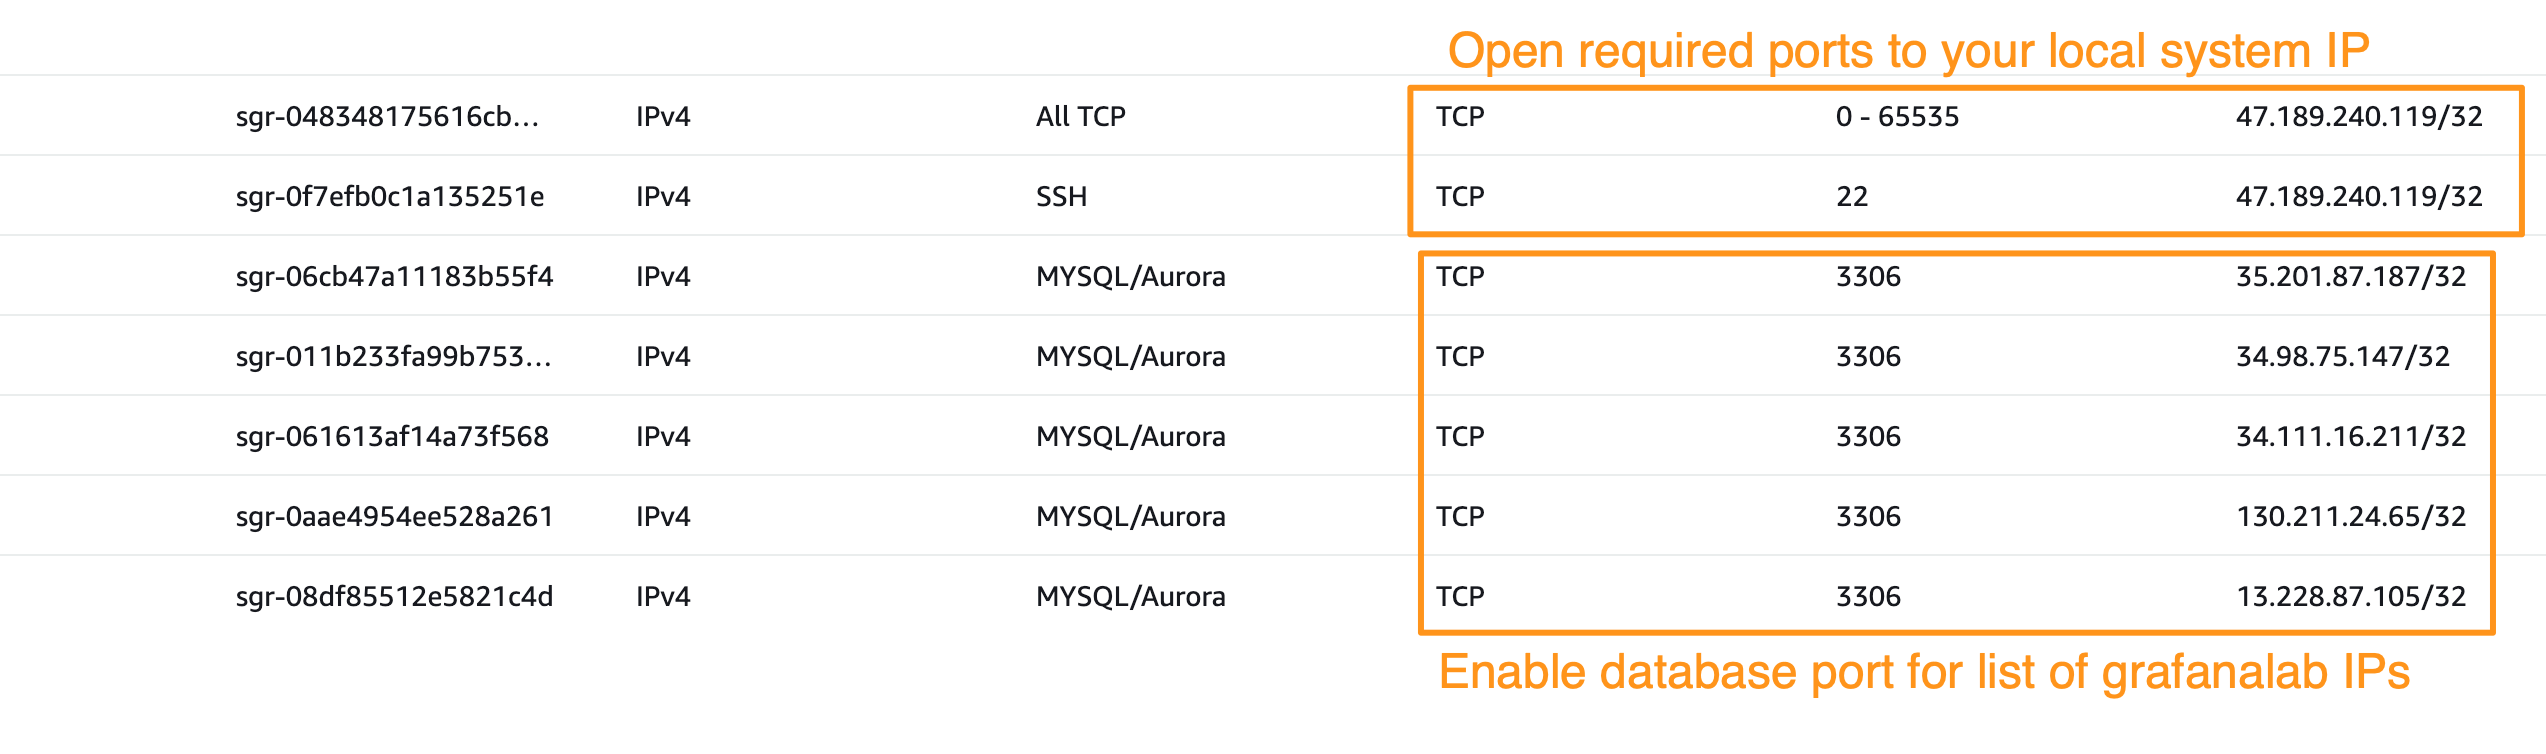 Open required ports to your local system IP
sgr-048348175616cb... IPv4 All TCP TCP 0 - 65535 47.189.240.119/32
sgr-0f7efb0c1a135251e IPv4 SSH TCP 22 47.189.240.119/32
sgr-06cb47a11183b55f4 IPv4 MYSQL/Aurora TCP 3306 35.201.87.187/32
sgr-011b233fa99b753... IPv4 MYSQL/Aurora TCP 3306 34.98.75.147/32
sgr-061613af14a73f568 IPv4 MYSQL/Aurora TCP 3306 34.111.16.211/32
sgr-0aae4954ee528a261 IPv4 MYSQL/Aurora TCP 3306 130.211.24.65/32
sgr-08df85512e5821c4d IPv4 MYSQL/Aurora TCP 3306 13.228.87.105/32
Enable database port for list of grafanalab IPs